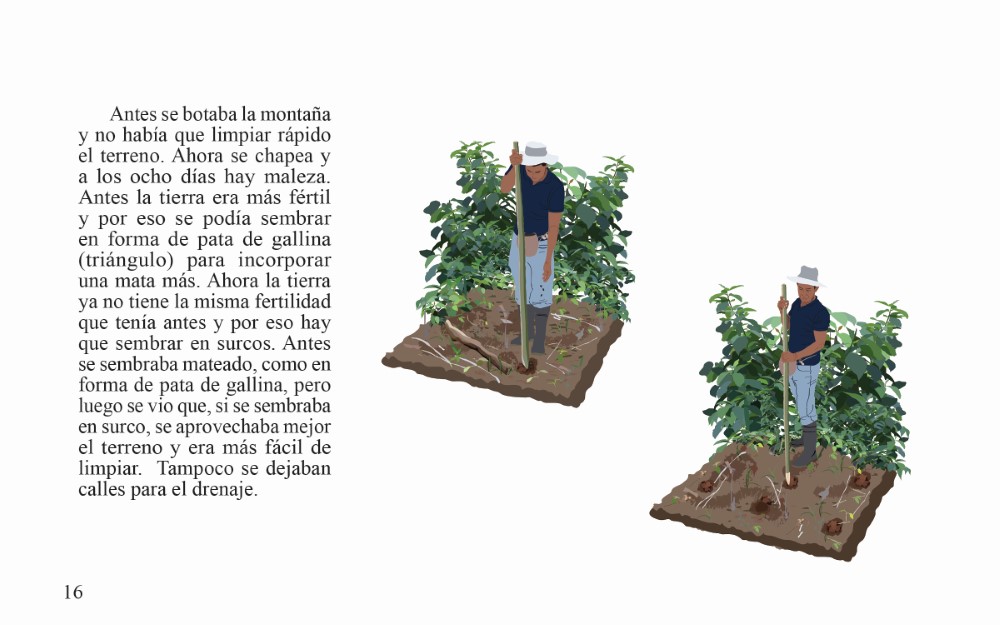 Antes se botaba la montaña
y no había que limpiar rápido
el terreno. Ahora se chapea y
a los ocho días hay maleza.
Antes la tierra era más fértil
y por eso se podía sembrar
en forma de pata de gallina
(triángulo) para incorporar
una mata más. Ahora la tierra
ya no tiene la misma fertilidad
que tenía antes y por eso hay
que sembrar en surcos. Antes
se sembraba mateado, como en
forma de pata de gallina, pero
luego se vio que, si se sembraba
en surco, se aprovechaba mejor
el terreno y era más fácil de
limpiar. Tampoco se dejaban
calles para el drenaje.
16